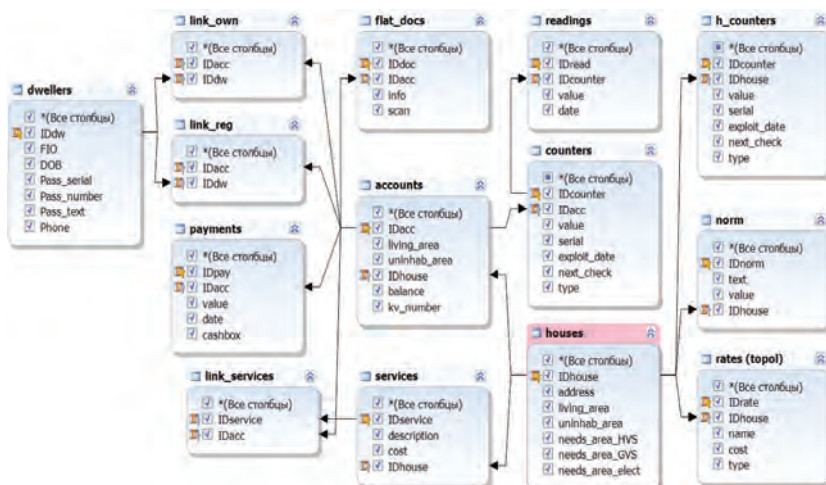 dwellers
*(Все столбцы)
IDdw
FIO
DOB
Pass_serial
Pass_number
Pass_text
Phone
link_own
*(Все столбцы)
IDacc
IDdw
link_reg
*(Все столбцы)
IDacc
IDdw
payments
*(Все столбцы)
IDpay
IDacc
value
date
cashbox
link_services
*(Все столбцы)
IDservice
IDacc
flat_docs
*(Все столбцы)
IDdoc
IDacc
info
scan
accounts
*(Все столбцы)
IDacc
living_area
uninhab_area
IDhouse
balance
kv_number
services
*(Все столбцы)
IDservice
description
cost
IDhouse
readings
*(Все столбцы)
IDread
IDcounter
value
date
counters
*(Все столбцы)
IDcounter
IDacc
value
serial
exploit_date
next_check
type
houses
*(Все столбцы)
IDhouse
address
living_area
uninhab_area
needs_area_HVS
needs_area_GVS
needs_area_elect
h_counters
*(Все столбцы)
IDcounter
IDhouse
value
serial
exploit_date
next_check
type
norm
*(Все столбцы)
IDnorm
text
value
IDhouse
rates (topol)
*(Все столбцы)
IDrate
IDhouse
name
cost
type